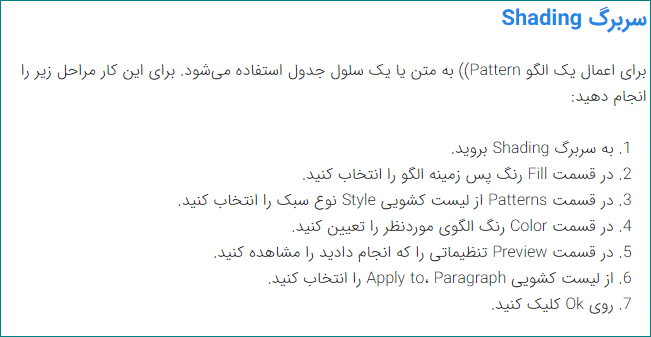 سربرگ Shading
برای اعمال یک الگو Pattern)) به متن یا یک سلول جدول استفاده می‌شود. برای این کار مراحل زیر را
انجام دهید:
1. به سربرگ Shading بروید.
2. در قسمت Fill رنگ پس زمینه الگو را انتخاب کنید.
3. در قسمت Patterns از لیست کشویی Style نوع سبک را انتخاب کنید.
4. در قسمت Color رنگ الگوی موردنظر را تعیین کنید.
5. در قسمت Preview تنظیماتی را که انجام دادید را مشاهده کنید.
6. از لیست کشویی Apply to، Paragraph را انتخاب کنید.
7. روی Ok کلیک کنید.